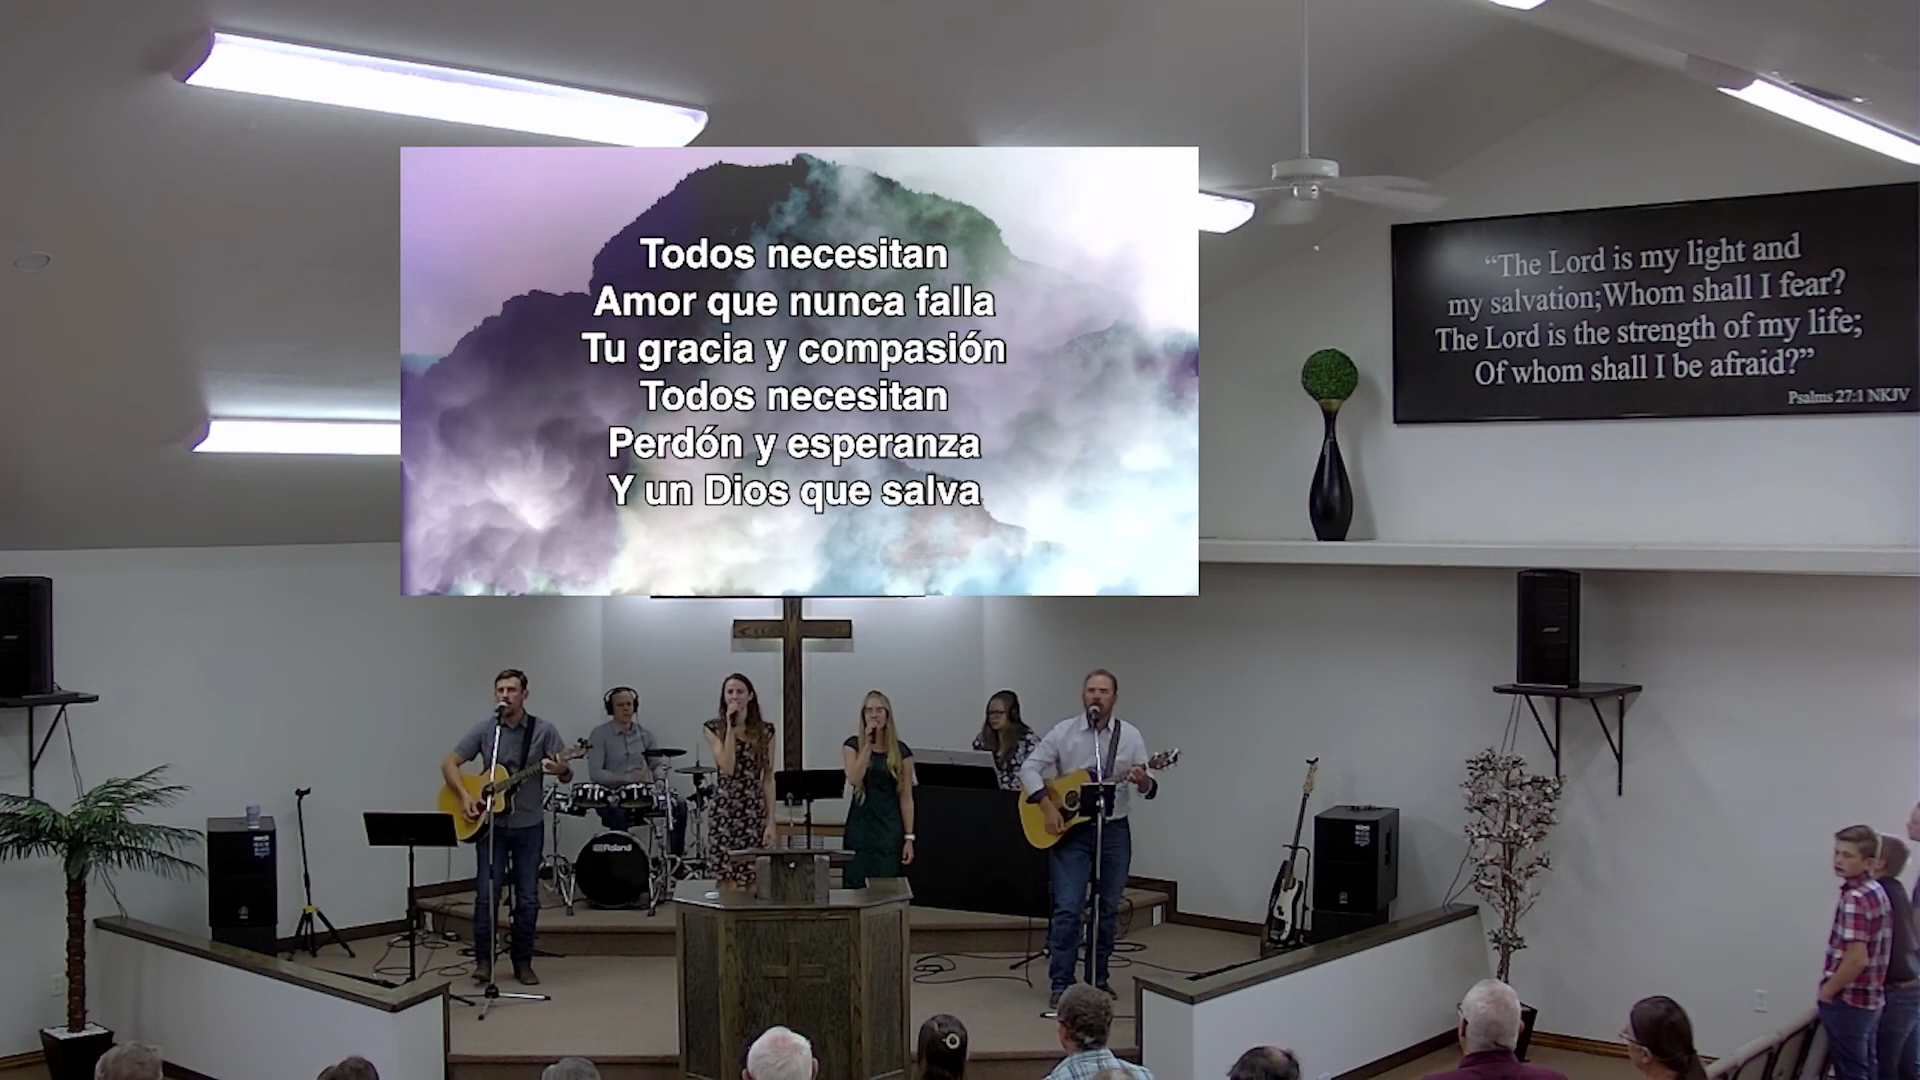 Todos necesitan
Amor que nunca falla
Tu gracia y compasión
Todos necesitan
Perdón y esperanza
Y un Dios que salva
“The Lord is my light and
my salvation;Whom shall I fear?
The Lord is the strength of my life;
Of whom shall I be afraid?”
Psalms 27:1 NKJV
Roland